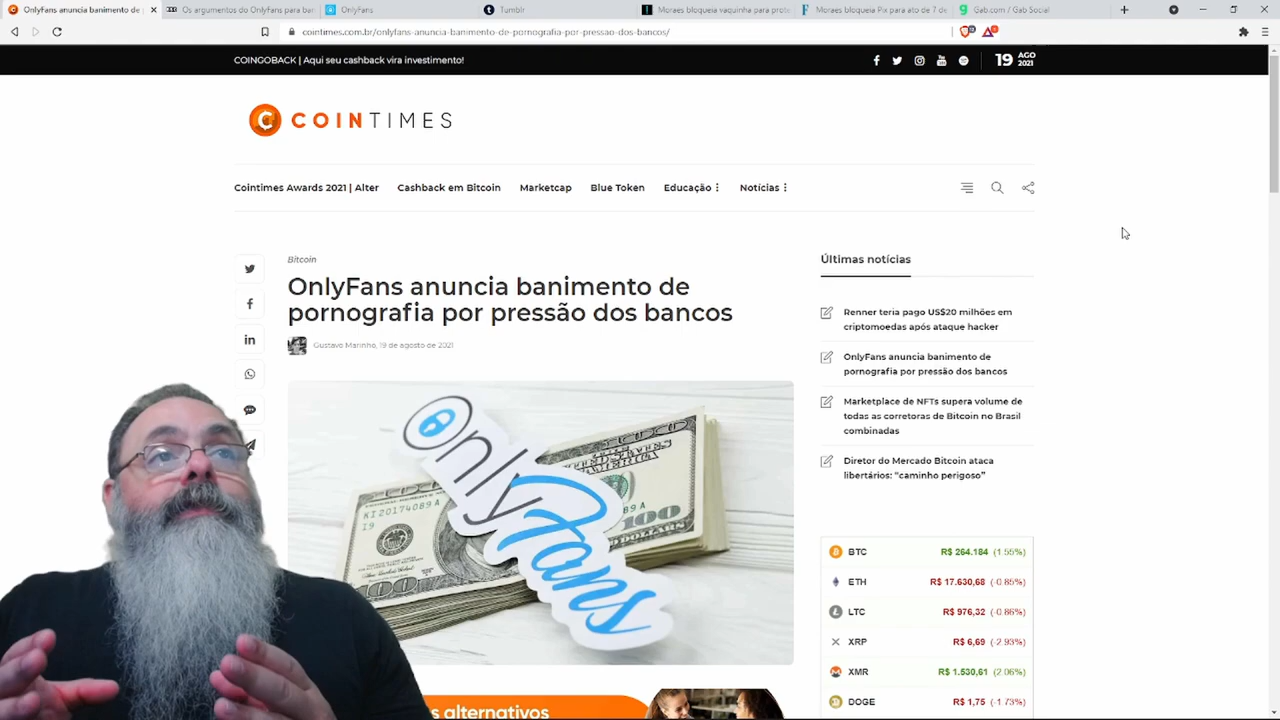 OnlyFans anuncia banimento de
Os argumentos do OnlyFans para ban
OnlyFans
Tumblr
Moraes bloqueia vaquinha para prote
Moraes bloqueia Pix para ato de 7 de
Gab.com / Gab Social
cointimes.com.br/onlyfans-anuncia-banimento-de-pornografia-por-pressao-dos-bancos/
COINGOBACK | Aqui seu cashback vira investimento!
19 AGO 2021
COINTIMES
Cointimes Awards 2021 | Alter
Cashback em Bitcoin
Marketcap
Blue Token
Educação
Notícias
Bitcoin
OnlyFans anuncia banimento de
pornografia por pressão dos bancos
Gustavo Marinho, 19 de agosto de 2021
OnlyFans
KI 20174089 A
I9
100
100
Últimas notícias
Renner teria pago US$20 milhões em
criptomoedas após ataque hacker
OnlyFans anuncia banimento de
pornografia por pressão dos bancos
Marketplace de NFTs supera volume de
todas as corretoras de Bitcoin no Brasil
combinadas
Diretor do Mercado Bitcoin ataca
libertários: “caminho perigoso”
BTC R$ 264.184 (1.55%)
ETH R$ 17.630,68 (-0.85%)
LTC R$ 976,32 (-0.86%)
XRP R$ 6,69 (-2.93%)
XMR R$ 1.530,61 (2.06%)
DOGE R$ 1,75 (-1.73%)
alternativos